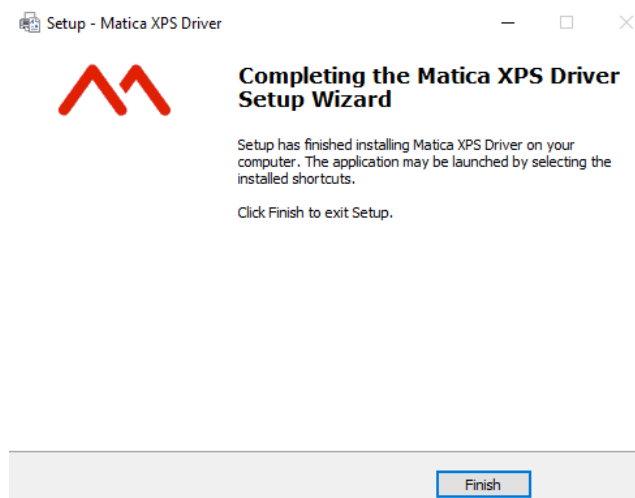 Setup - Matica XPS Driver
Completing the Matica XPS Driver
Setup Wizard
Setup has finished installing Matica XPS Driver on your
computer. The application may be launched by selecting the
installed shortcuts.
Click Finish to exit Setup.
Finish